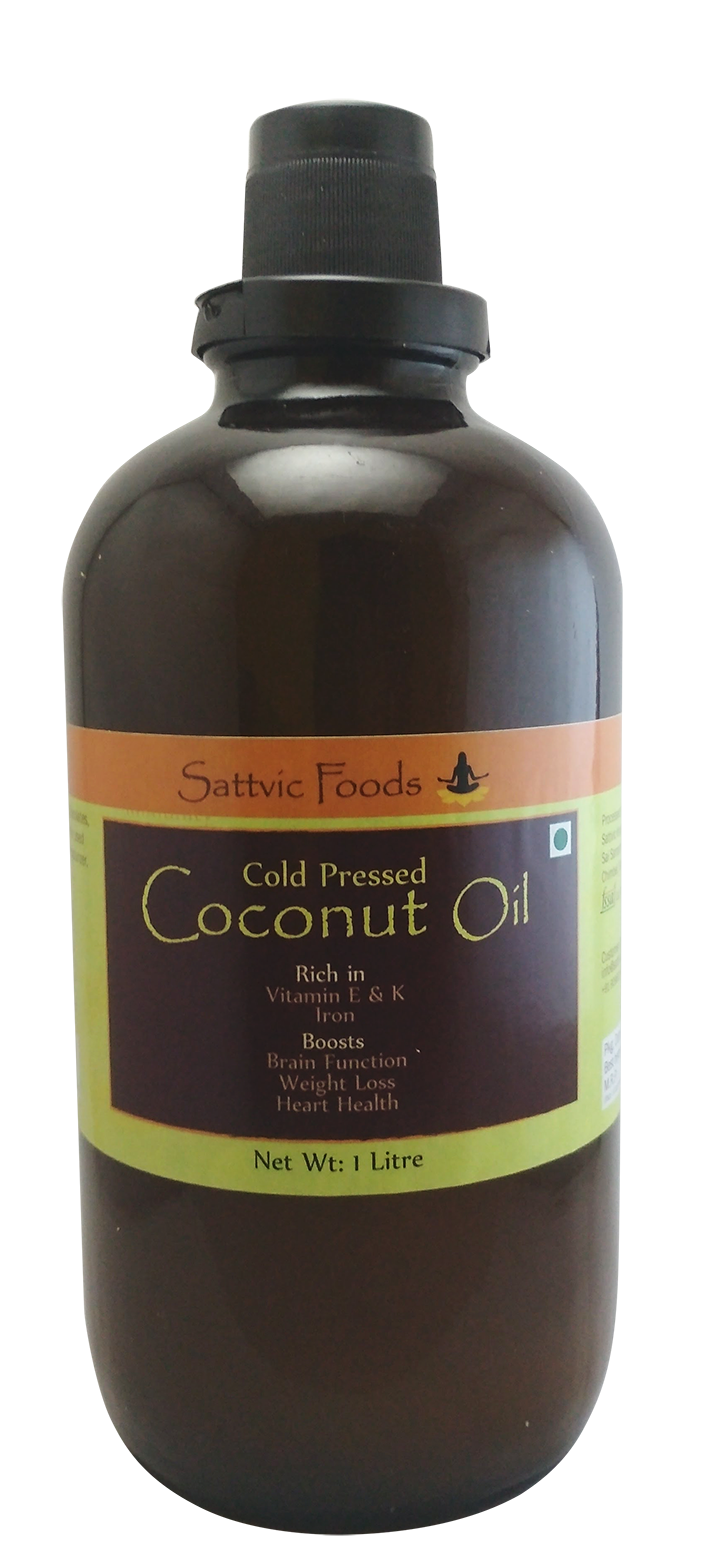 Sattvic Foods
Cold Pressed
Coconut Oil
Rich in
Vitamin E & K
Iron
Boosts
Brain Function
Weight Loss
Heart Health
Net Wt: 1 Litre